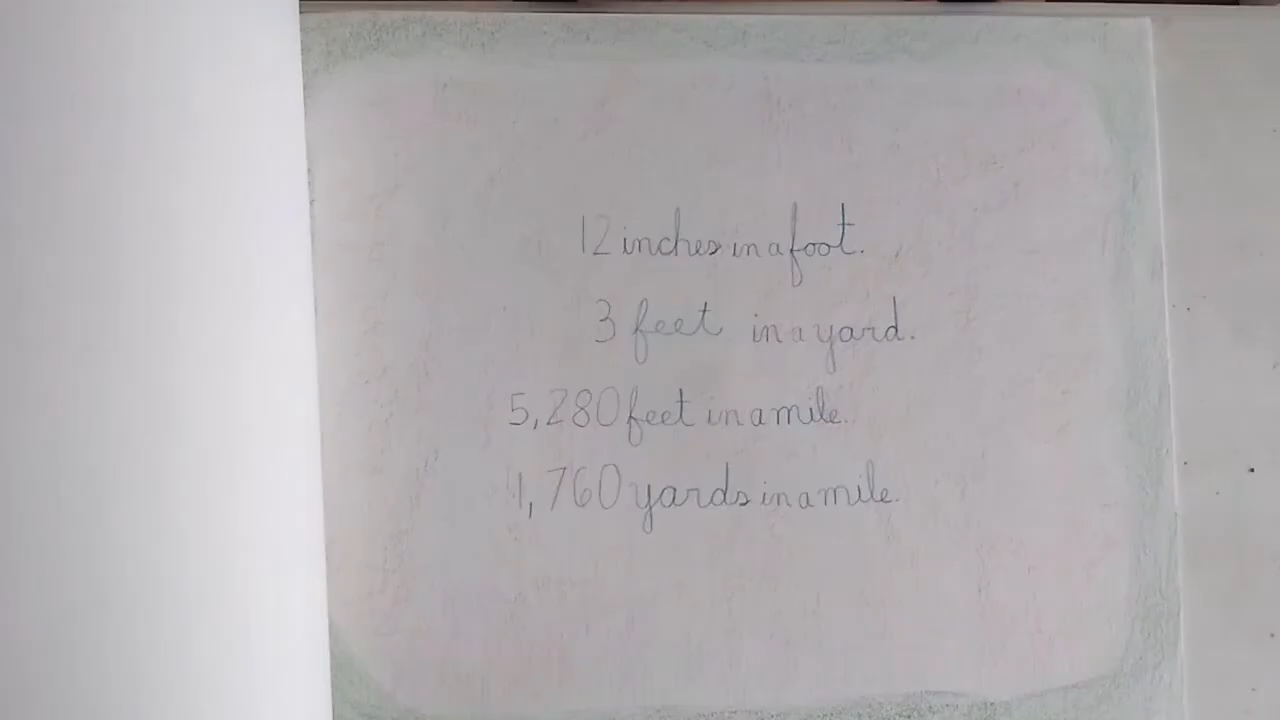 12 inches in a foot.
3 feet in a yard.
5,280 feet in a mile.
1,760 yards in a mile.